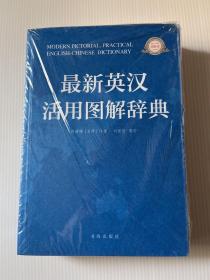 MODERN PICTORIAL, PRACTICAL
ENGLISH-CHINESE DICTIONARY
最新英汉
活用图解辞典